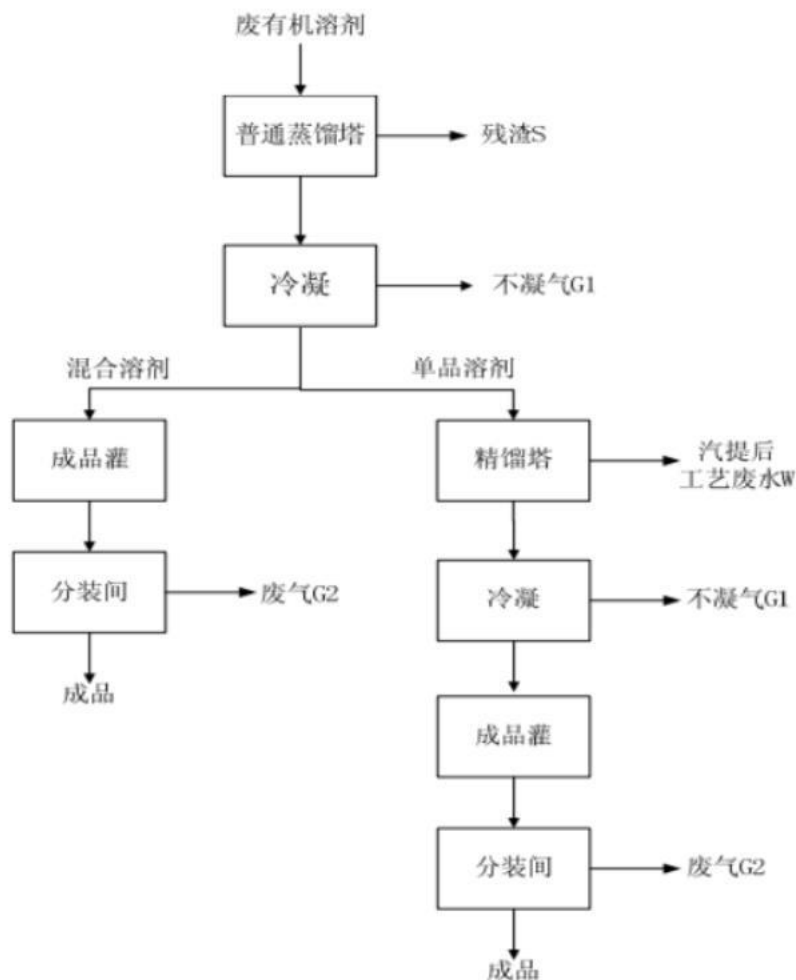 废有机溶剂
普通蒸馏塔
残渣S
冷凝
不凝气G1
混合溶剂
单品溶剂
成品灌
精馏塔
汽提后
工艺废水W
分装间
废气G2
冷凝
不凝气G1
成品
成品灌
分装间
废气G2
成品